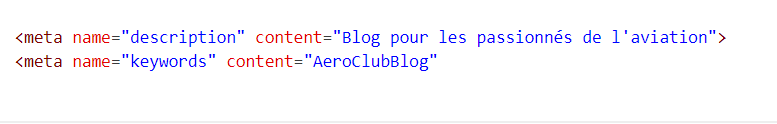 <meta name="description" content="Blog pour les passionnés de l'aviation">
<meta name="keywords" content="AeroClubBlog"